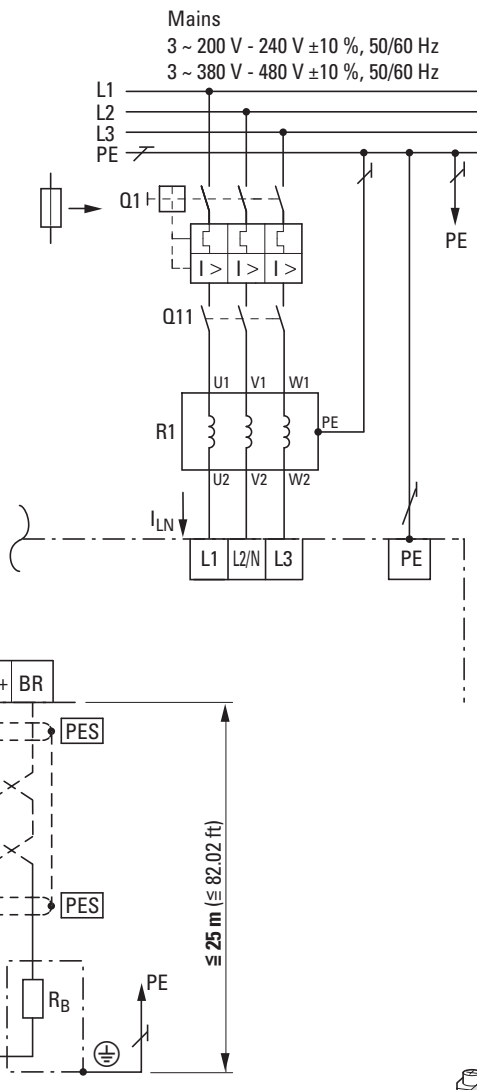 Mains
3 ~ 200 V - 240 V ±10 %, 50/60 Hz
3 ~ 380 V - 480 V ±10 %, 50/60 Hz
L1
L2
L3
PE
Q1
PE
I > I > I >
Q11
U1 V1 W1
R1
PE
U2 V2 W2
I_LN
L1 L2/N L3 PE
+ BR
PES
≦ 25 m (≦ 82.02 ft)
PES
PE
R_B